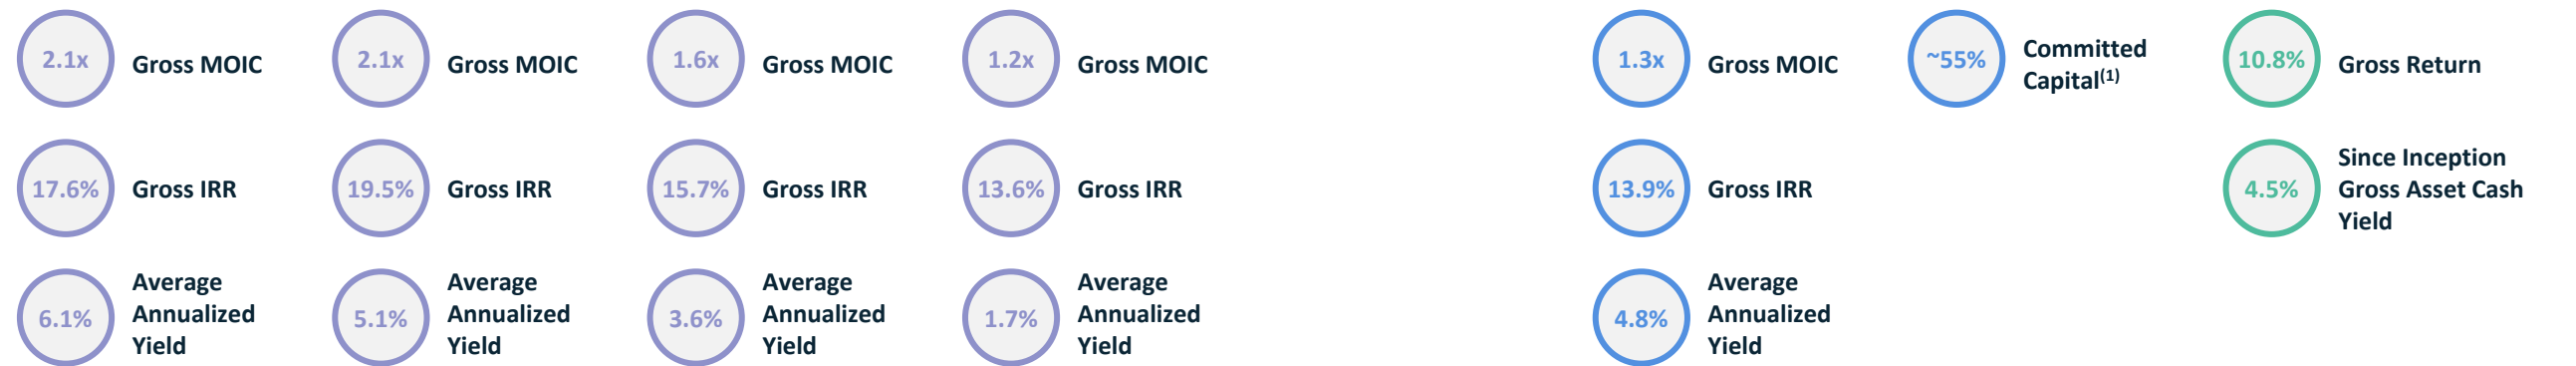 2.1x Gross MOIC
17.6% Gross IRR
6.1% Average
Annualized
Yield
2.1x Gross MOIC
19.5% Gross IRR
5.1% Average
Annualized
Yield
1.6x Gross MOIC
15.7% Gross IRR
3.6% Average
Annualized
Yield
1.2x Gross MOIC
13.6% Gross IRR
1.7% Average
Annualized
Yield
1.3x Gross MOIC
13.9% Gross IRR
4.8% Average
Annualized
Yield
~55% Committed
Capital(1)
10.8% Gross Return
4.5% Since Inception
Gross Asset Cash
Yield